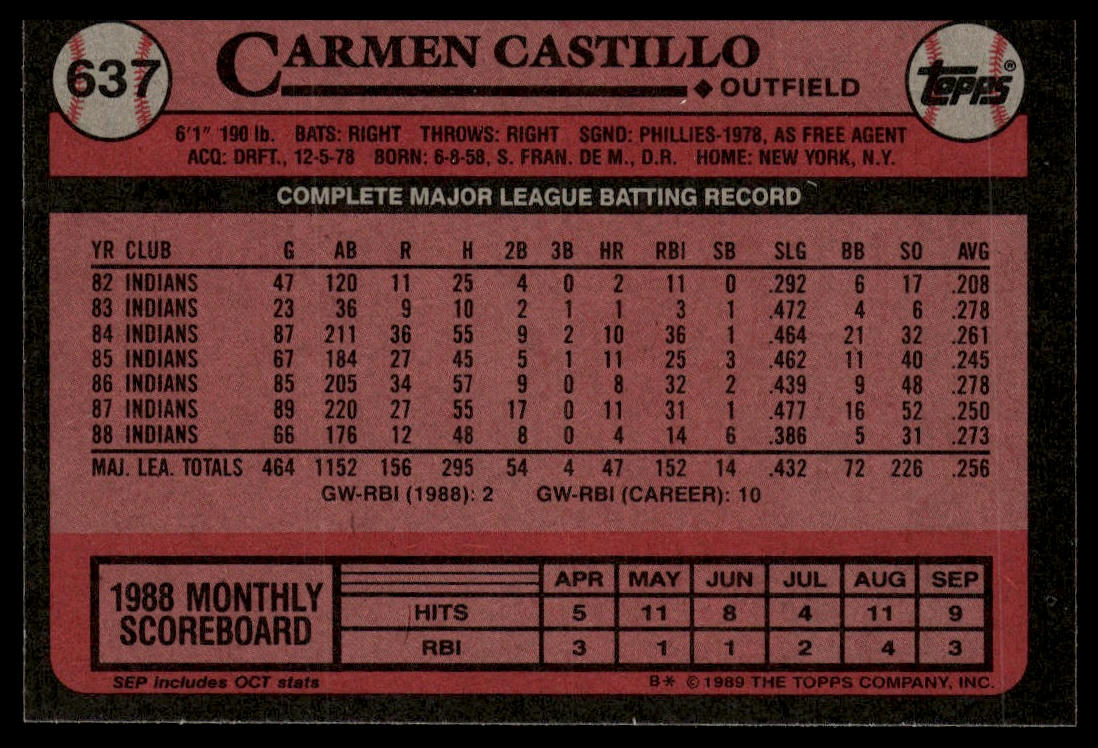 637
CARMEN CASTILLO
◆ OUTFIELD
TOPPS®
6'1" 190 lb. BATS: RIGHT THROWS: RIGHT SGND: PHILLIES-1978, AS FREE AGENT
ACQ: DRFT., 12-5-78 BORN: 6-8-58, S. FRAN. DE M., D.R. HOME: NEW YORK, N.Y.
COMPLETE MAJOR LEAGUE BATTING RECORD
YR CLUB G AB R H 2B 3B HR RBI SB SLG BB SO AVG
82 INDIANS 47 120 11 25 4 0 2 11 0 .292 6 17 .208
83 INDIANS 23 36 9 10 2 1 1 3 1 .472 4 6 .278
84 INDIANS 87 211 36 55 9 2 10 36 1 .464 21 32 .261
85 INDIANS 67 184 27 45 5 1 11 25 3 .462 11 40 .245
86 INDIANS 85 205 34 57 9 0 8 32 2 .439 9 48 .278
87 INDIANS 89 220 27 55 17 0 11 31 1 .477 16 52 .250
88 INDIANS 66 176 12 48 8 0 4 14 6 .386 5 31 .273
MAJ. LEA. TOTALS 464 1152 156 295 54 4 47 152 14 .432 72 226 .256
GW-RBI (1988): 2 GW-RBI (CAREER): 10
1988 MONTHLY
SCOREBOARD
APR MAY JUN JUL AUG SEP
HITS 5 11 8 4 11 9
RBI 3 1 1 2 4 3
SEP includes OCT stats
B* © 1989 THE TOPPS COMPANY, INC.